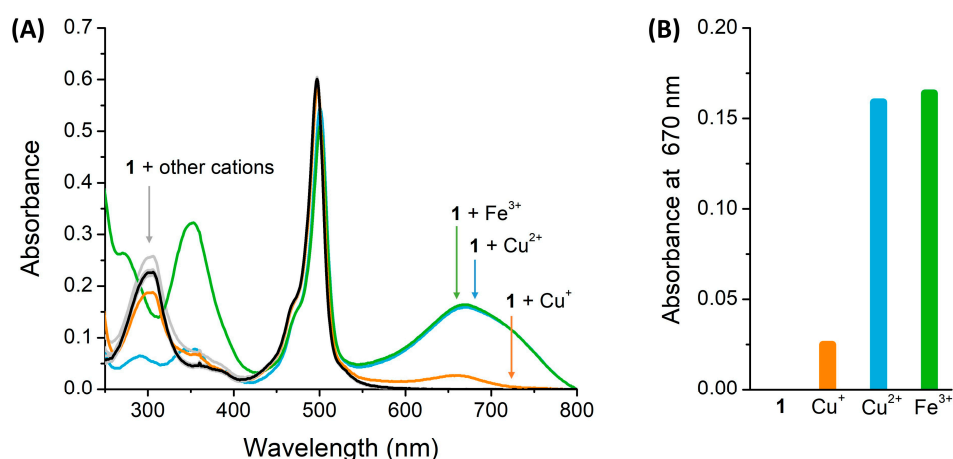 (A)
Absorbance
0.7
0.6
0.5
0.4
0.3
0.2
0.1
0.0
1 + other cations
1 + Fe³⁺
1 + Cu²⁺
1 + Cu⁺
300
400
500
600
700
800
Wavelength (nm)
(B)
Absorbance at 670 nm
0.20
0.15
0.10
0.05
0.00
1
Cu⁺
Cu²⁺
Fe³⁺